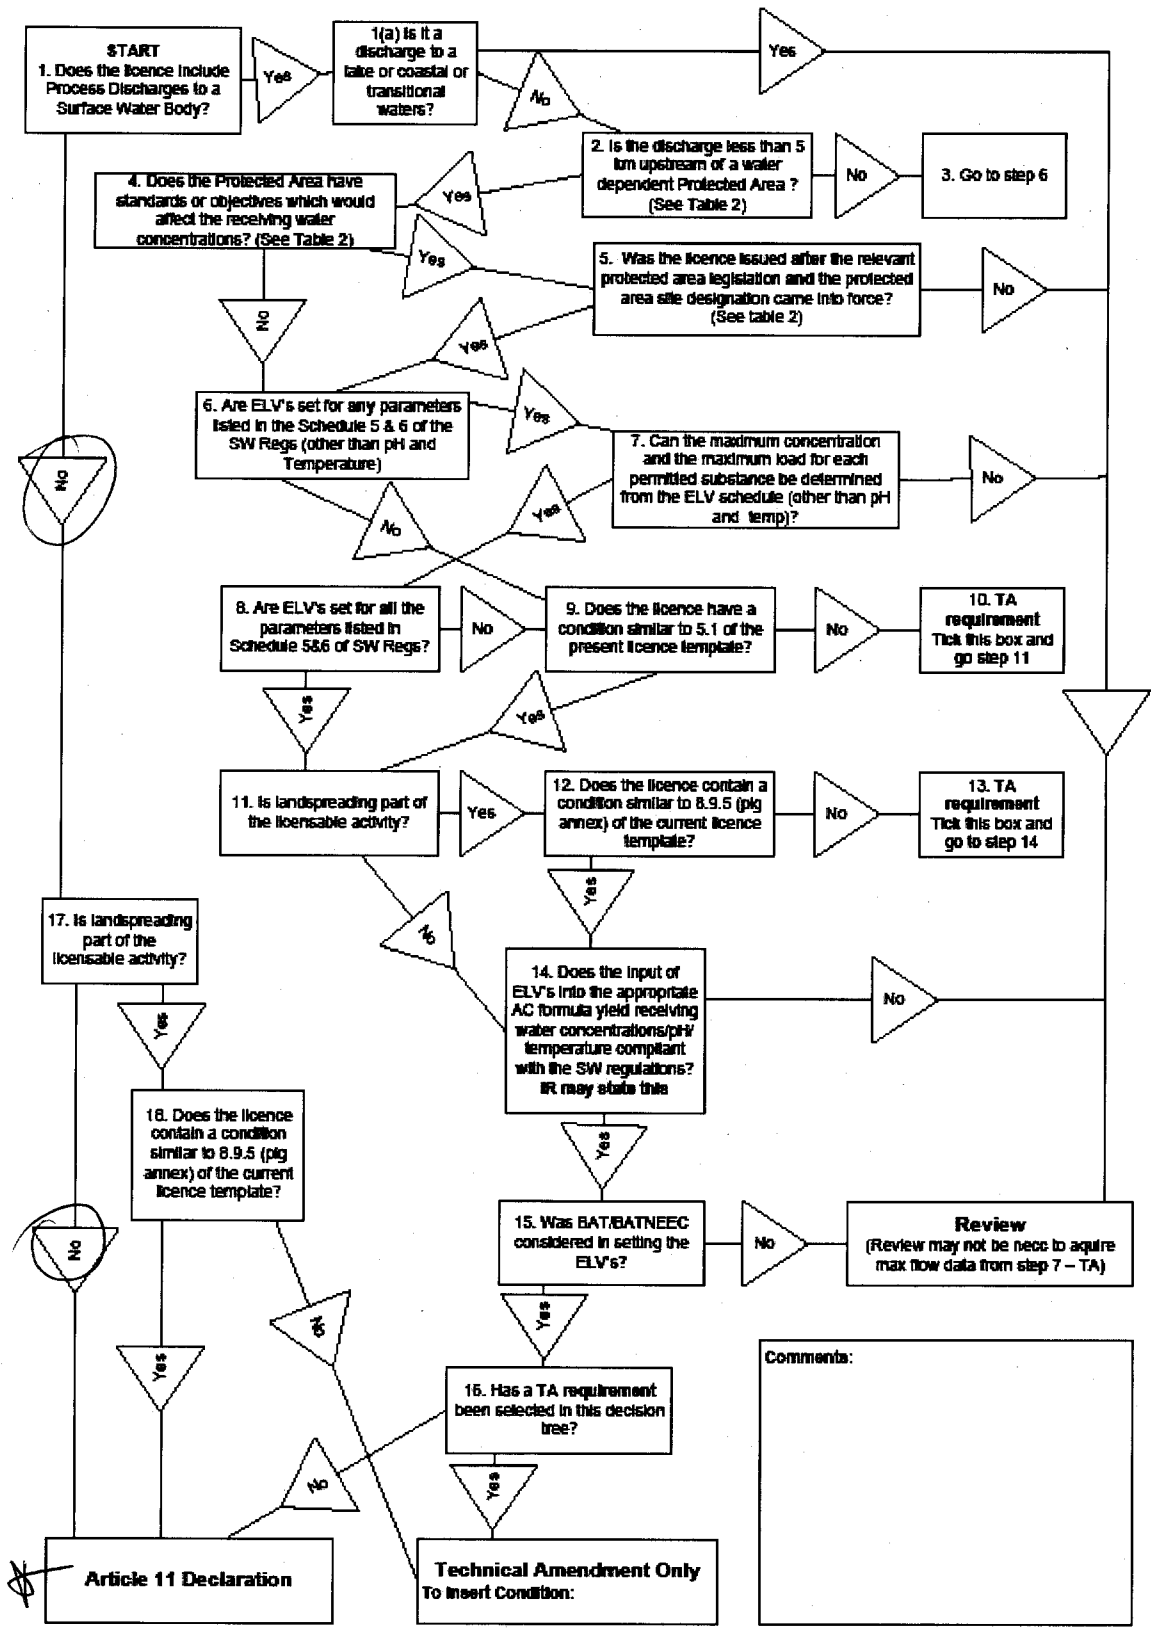 START
1. Does the licence include
Process Discharges to a
Surface Water Body?
Yes
1(a) Is it a
discharge to a
lake or coastal or
transitional
waters?
Yes
No
2. Is the discharge less than 5
km upstream of a water
dependent Protected Area ?
(See Table 2)
No
3. Go to step 6
Yes
4. Does the Protected Area have
standards or objectives which would
affect the receiving water
concentrations? (See Table 2)
Yes
No
5. Was the licence issued after the relevant
protected area legislation and the protected
area site designation came into force?
(See table 2)
No
Yes
6. Are ELV's set for any parameters
listed in the Schedule 5 & 6 of the
SW Regs (other than pH and
Temperature)
Yes
No
7. Can the maximum concentration
and the maximum load for each
permitted substance be determined
from the ELV schedule (other than pH
and temp)?
No
Yes
No
8. Are ELV's set for all the
parameters listed in
Schedule 5&6 of SW Regs?
No
9. Does the licence have a
condition similar to 5.1 of the
present licence template?
No
10. TA
requirement
Tick this box and
go step 11
Yes
Yes
11. Is landspreading part of
the licensable activity?
Yes
12. Does the licence contain a
condition similar to 8.9.5 (pig
annex) of the current licence
template?
No
13. TA
requirement
Tick this box and
go to step 14
Yes
No
17. Is landspreading
part of the
licensable activity?
Yes
14. Does the input of
ELV's into the appropriate
AC formula yield receiving
water concentrations/pH/
temperature compliant
with the SW regulations?
IR may state this
No
Yes
18. Does the licence
contain a condition
similar to 8.9.5 (pig
annex) of the current
licence template?
No
15. Was BAT/BATNEEC
considered in setting the
ELV's?
No
Review
(Review may not be necc to aquire
max flow data from step 7 – TA)
Yes
No
Yes
16. Has a TA requirement
been selected in this decision
tree?
No
Yes
Comments:
Article 11 Declaration
Technical Amendment Only
To Insert Condition: